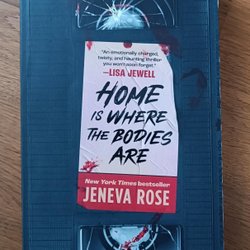 "An emotionally charged,
twisty, and haunting thriller
you won't soon forget."
—LISA JEWELL
HOME
IS WHERE
THE BODIES
ARE
New York Times bestseller
JENEVA ROSE